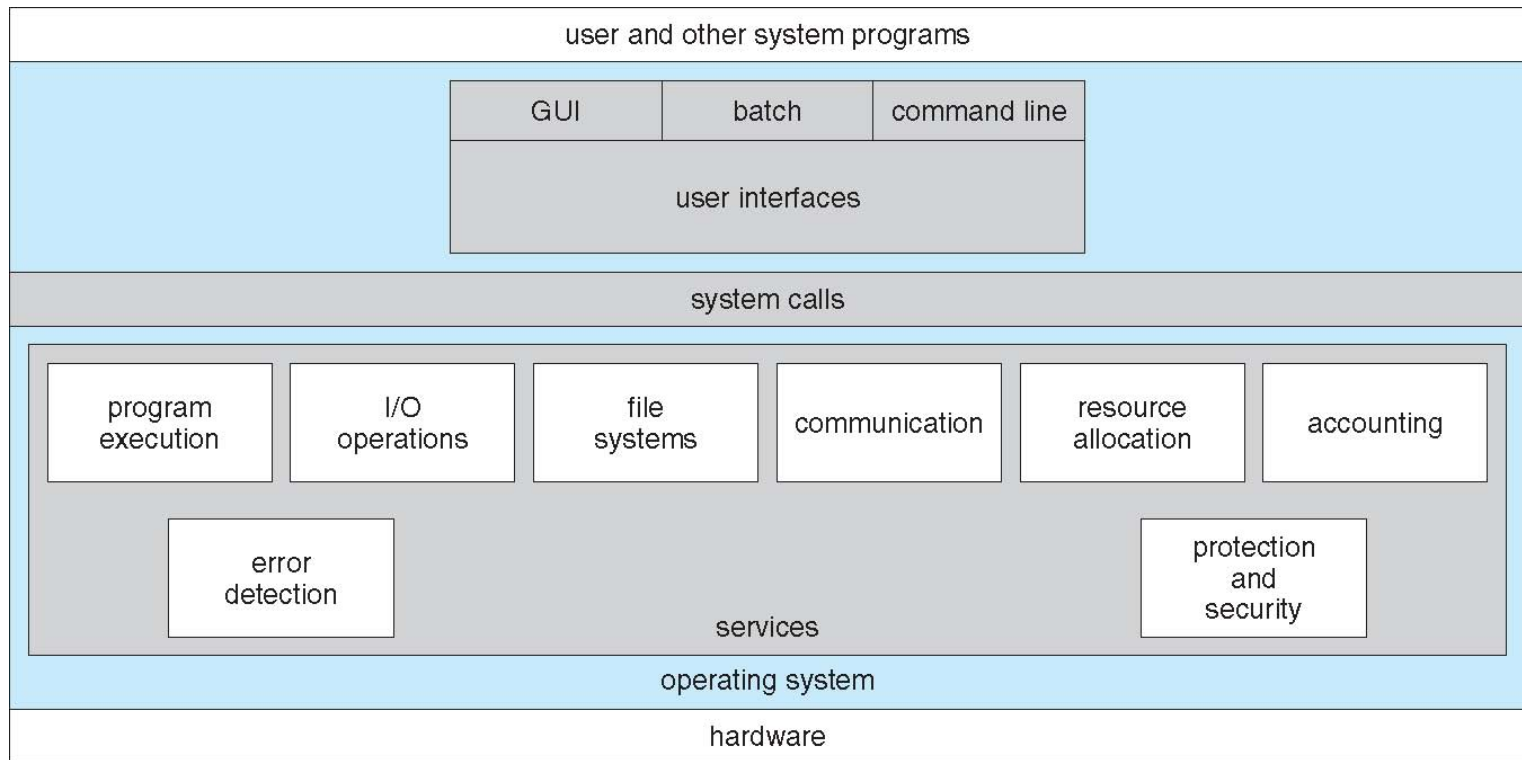 user and other system programs
GUI
batch
command line
user interfaces
system calls
program
execution
I/O
operations
file
systems
communication
resource
allocation
accounting
error
detection
protection
and
security
services
operating system
hardware